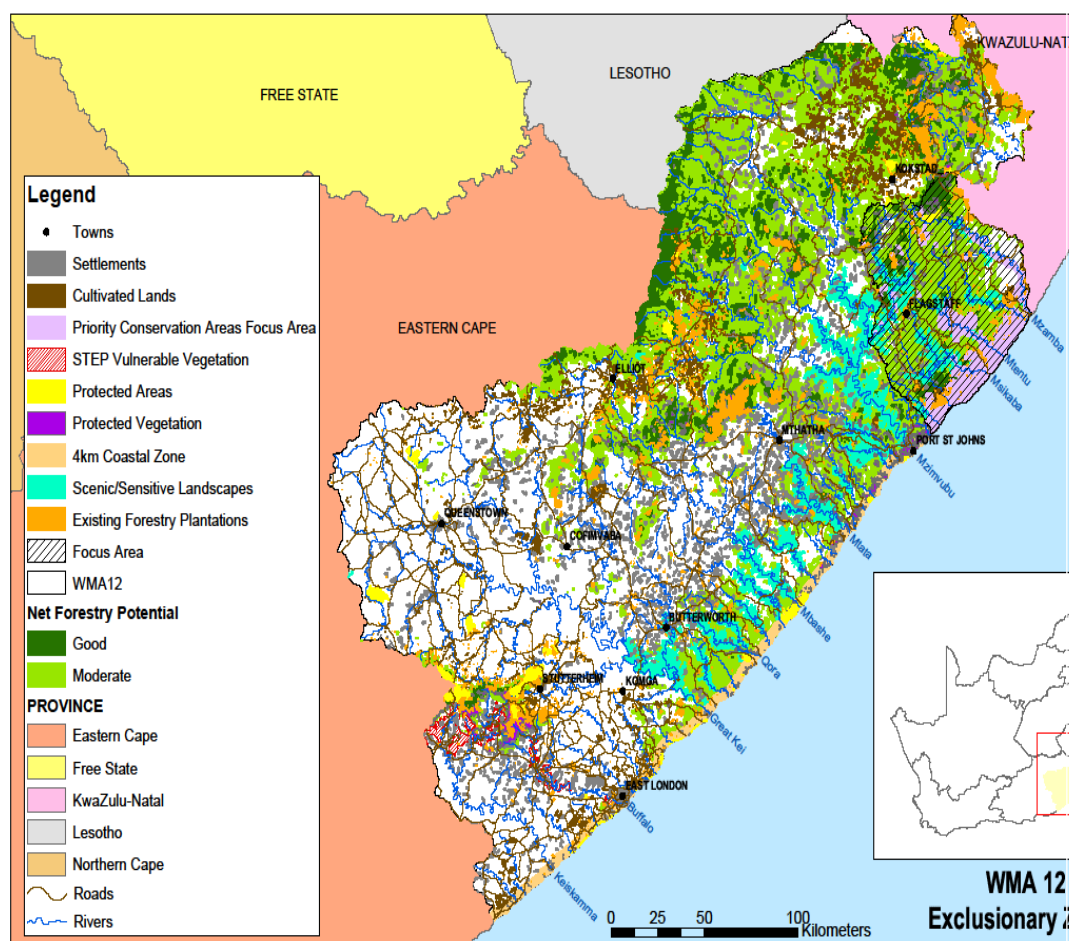 KWAZULU-NAT
LESOTHO
FREE STATE
KOKSTAD
EASTERN CAPE
FLAGSTAFF
Mzamba
Mtentu
Msikaba
ELLIOT
MTHATHA
PORT ST JOHNS
Mzimvubu
QUEENSTOWN
COFIMVABA
Mtata
Mbashe
BUTTERWORTH
Qora
STUTTERHEIM
KOMGA
Great Kei
EAST LONDON
Buffalo
Keiskamma
Legend
Towns
Settlements
Cultivated Lands
Priority Conservation Areas Focus Area
STEP Vulnerable Vegetation
Protected Areas
Protected Vegetation
4km Coastal Zone
Scenic/Sensitive Landscapes
Existing Forestry Plantations
Focus Area
WMA12
Net Forestry Potential
Good
Moderate
PROVINCE
Eastern Cape
Free State
KwaZulu-Natal
Lesotho
Northern Cape
Roads
Rivers
0 25 50 100
Kilometers
WMA 12
Exclusionary Z